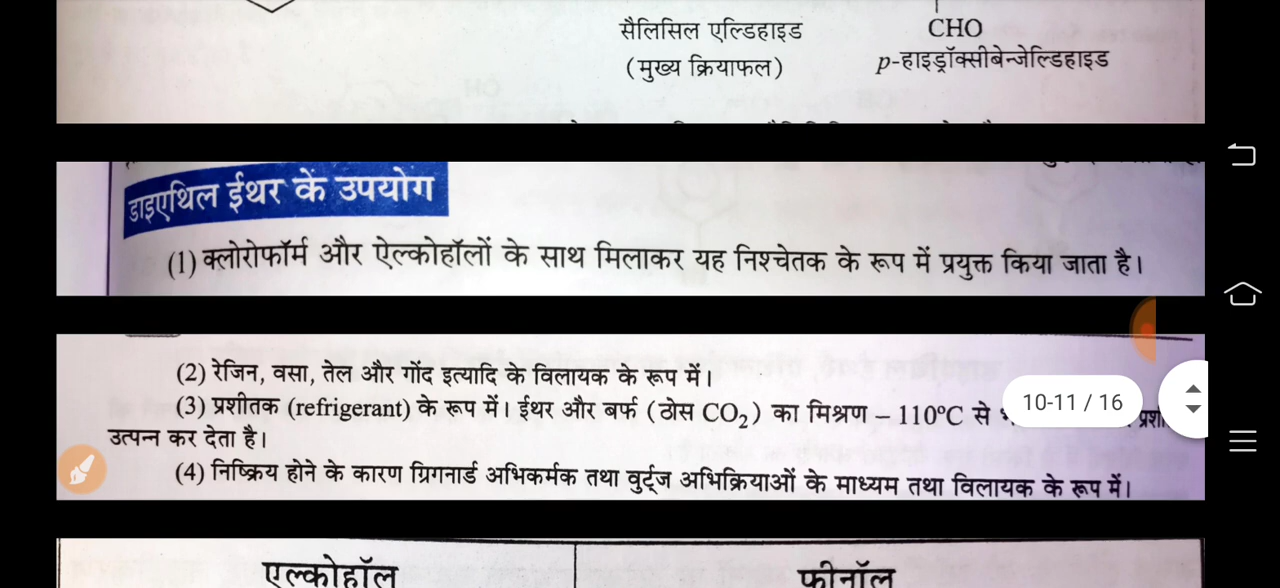 सैलिसिल एल्डिहाइड
(मुख्य क्रियाफल)
CHO
p-हाइड्रॉक्सीबेन्जेल्डिहाइड
डाइएथिल ईथर के उपयोग
(1) क्लोरोफॉर्म और ऐल्कोहॉलों के साथ मिलाकर यह निश्चेतक के रूप में प्रयुक्त किया जाता है।
(2) रेजिन, वसा, तेल और गोंद इत्यादि के विलायक के रूप में।
(3) प्रशीतक (refrigerant) के रूप में। ईथर और बर्फ (ठोस CO₂) का मिश्रण – 110°C से
उत्पन्न कर देता है।
(4) निष्क्रिय होने के कारण ग्रिगनार्ड अभिकर्मक तथा वुर्ट्ज अभिक्रियाओं के माध्यम तथा विलायक के रूप में।
10-11 / 16
एल्कोहॉल
फीनॉल